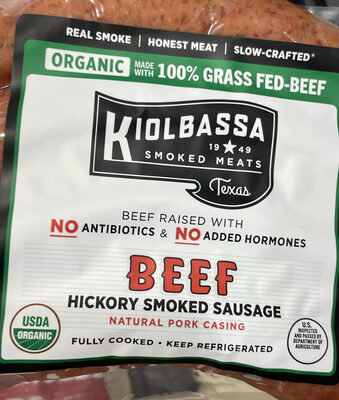 REAL SMOKE | HONEST MEAT | SLOW-CRAFTED®
ORGANIC MADE WITH 100% GRASS FED-BEEF
KIOLBASSA
19 ★ 49
SMOKED MEATS
Texas
BEEF RAISED WITH
NO ANTIBIOTICS & NO ADDED HORMONES
BEEF
HICKORY SMOKED SAUSAGE
NATURAL PORK CASING
FULLY COOKED • KEEP REFRIGERATED
USDA
ORGANIC
U.S.
INSPECTED
AND PASSED BY
DEPARTMENT OF
AGRICULTURE